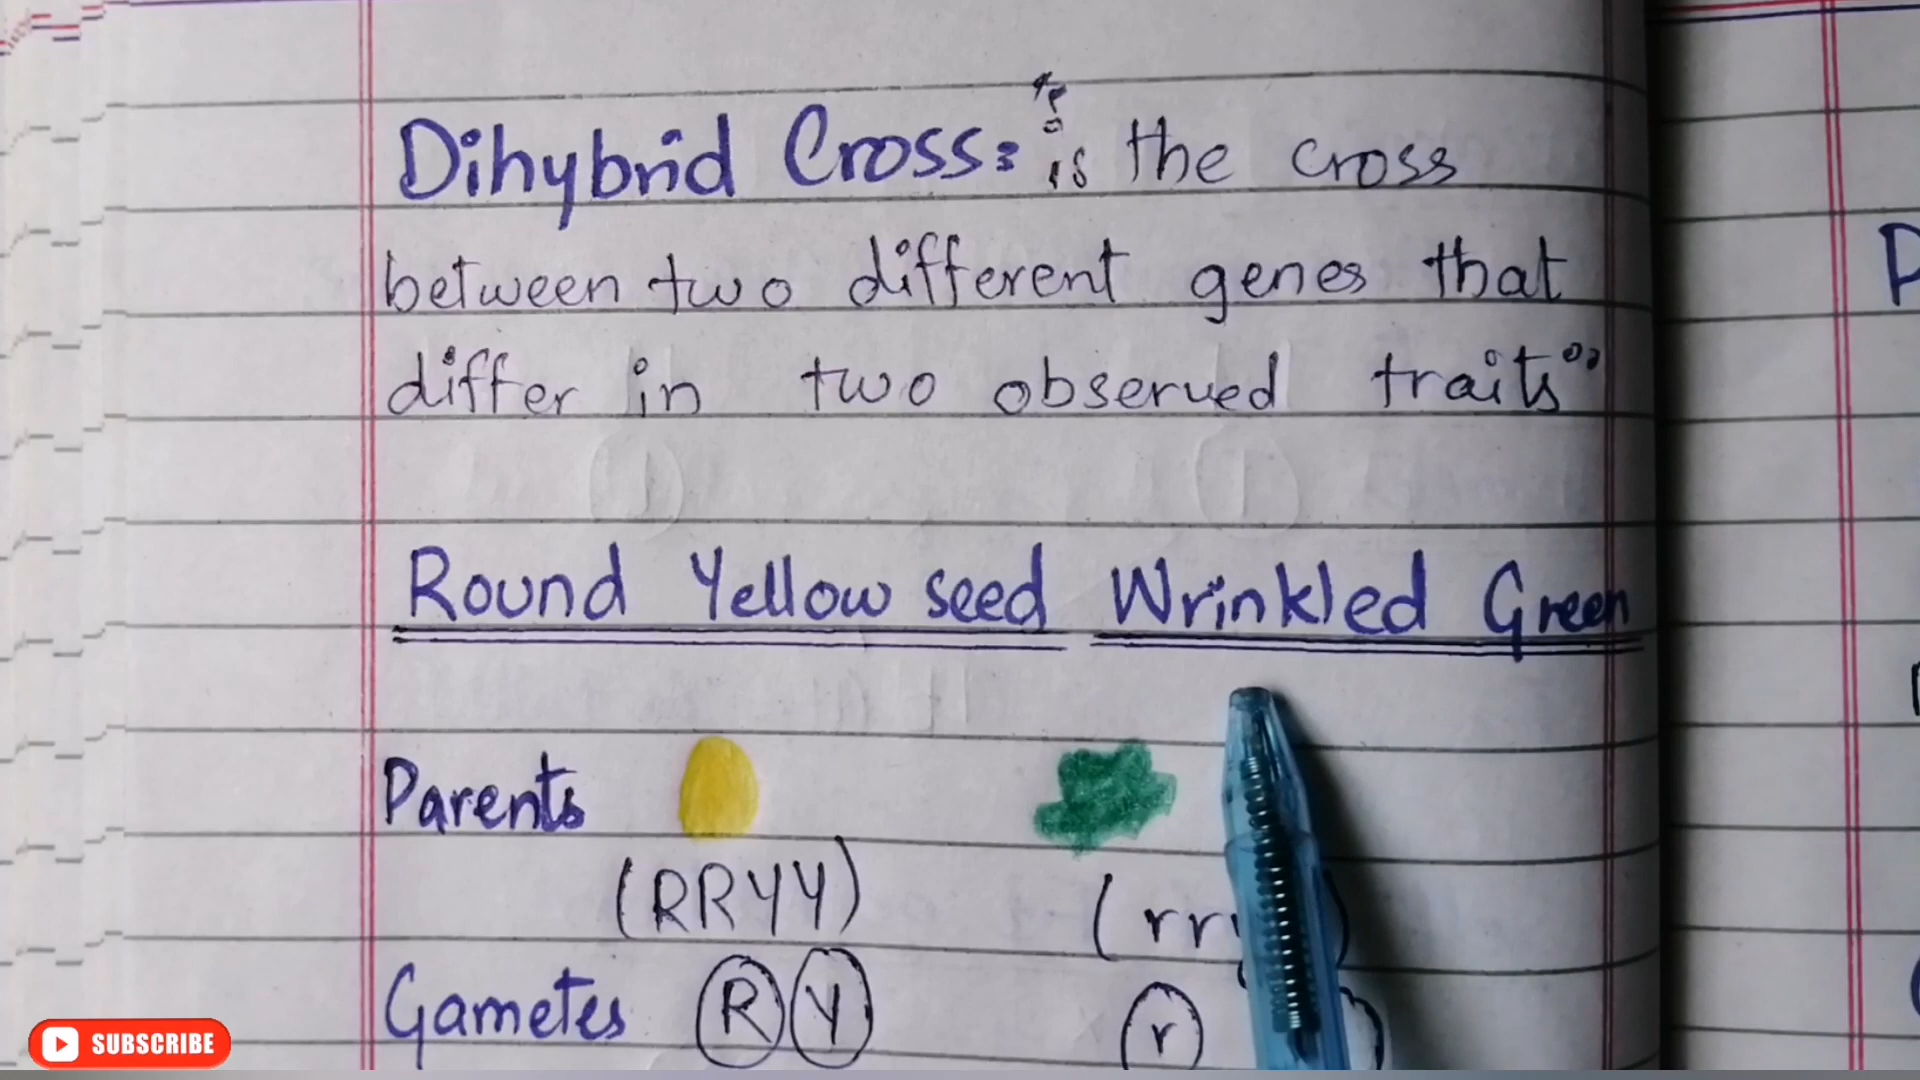 Dihybrid Cross: is the cross
between two different genes that
differ in two observed traits
Round Yellow seed Wrinkled Green
Parents
(RRYY) (rr
Gametes R Y r
SUBSCRIBE